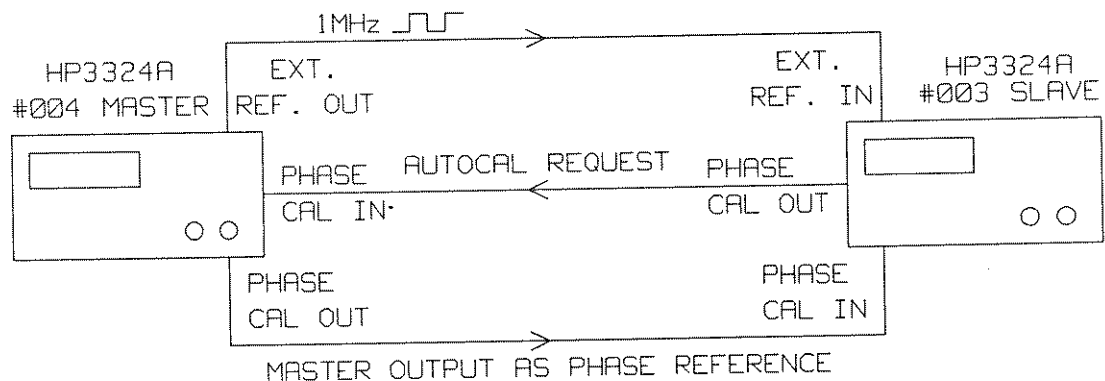 1MHz
HP3324A
#004 MASTER
EXT.
REF. OUT
EXT.
REF. IN
HP3324A
#003 SLAVE
PHASE
CAL IN
AUTOCAL REQUEST
PHASE
CAL OUT
PHASE
CAL OUT
PHASE
CAL IN
MASTER OUTPUT AS PHASE REFERENCE